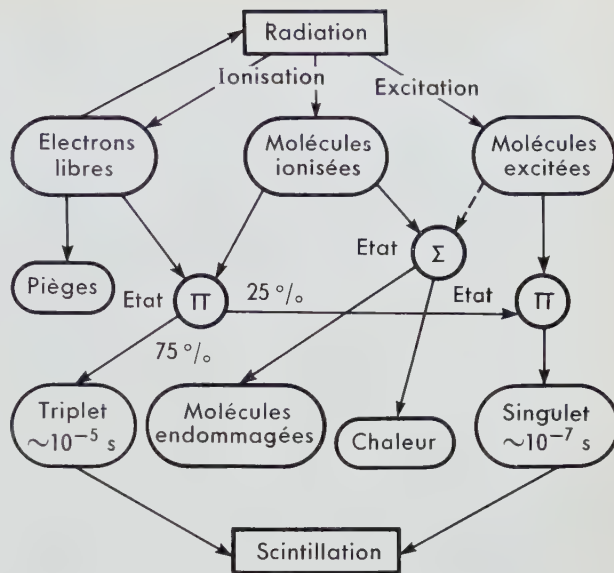 Radiation
Ionisation
Excitation
Electrons
libres
Molécules
ionisées
Molécules
excitées
Pièges
Etat
π
25 %
75 %
Etat
Σ
Etat
π
Triplet
~10⁻⁵ s
Molécules
endommagées
Chaleur
Singulet
~10⁻⁷ s
Scintillation